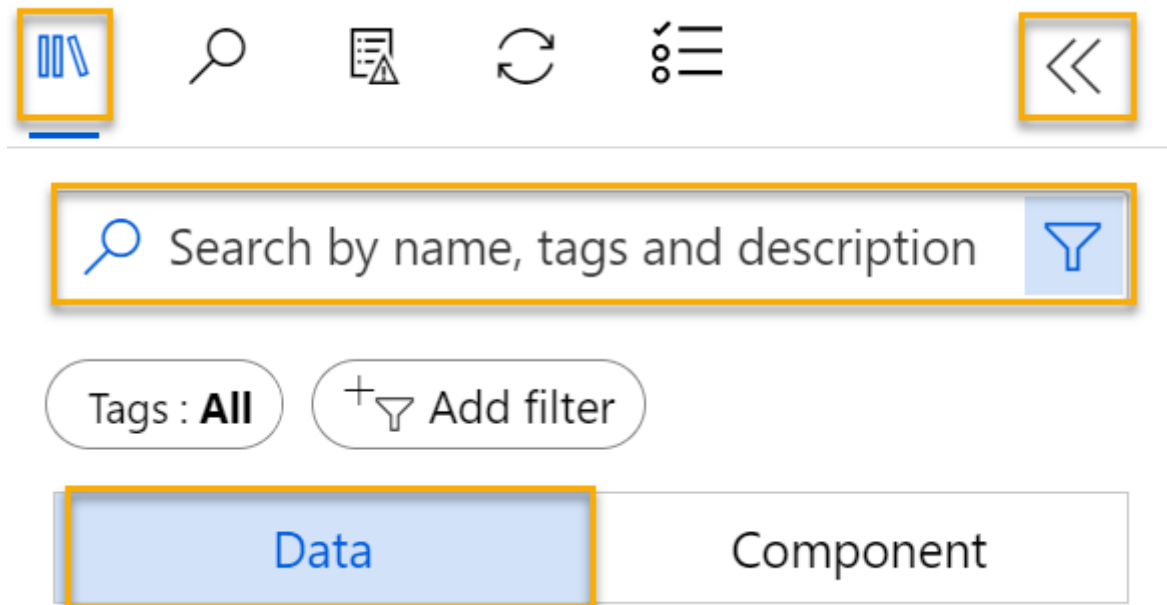 Search by name, tags and description
Tags : All Add filter
Data Component